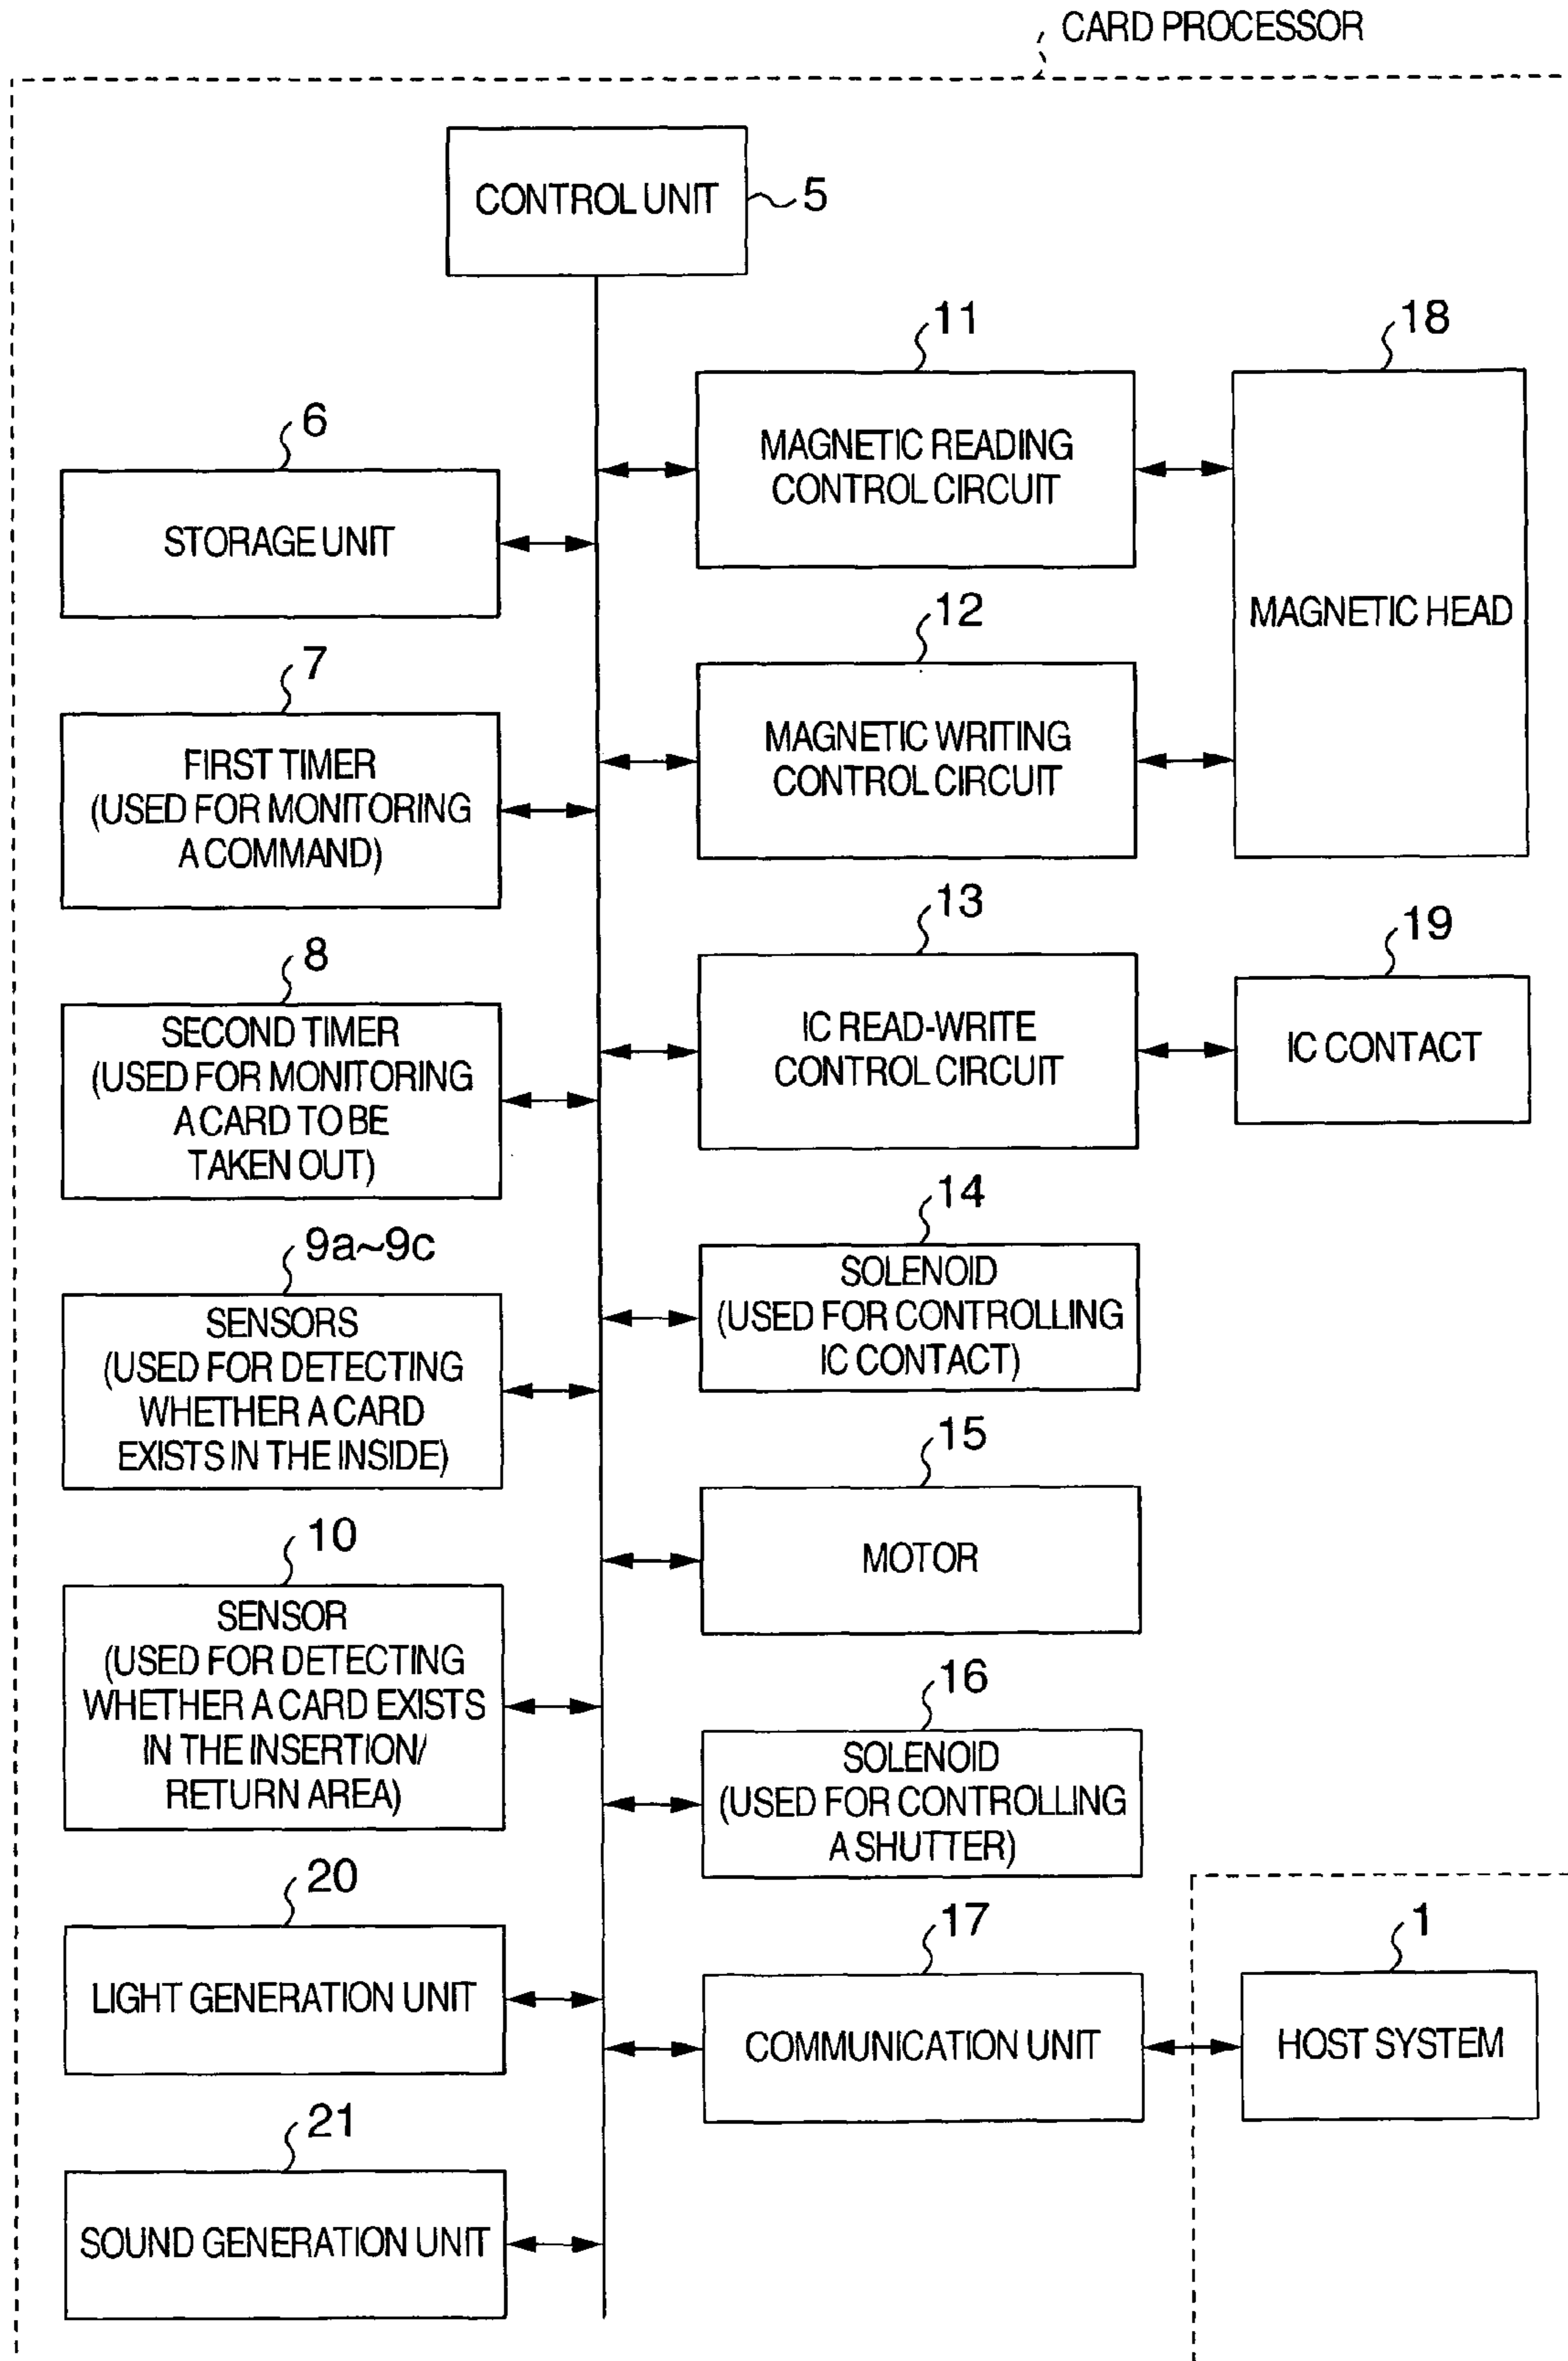 CARD PROCESSOR
CONTROL UNIT
5
11
MAGNETIC READING
CONTROL CIRCUIT
18
MAGNETIC HEAD
6
STORAGE UNIT
12
MAGNETIC WRITING
CONTROL CIRCUIT
7
FIRST TIMER
(USED FOR MONITORING
A COMMAND)
13
IC READ-WRITE
CONTROL CIRCUIT
19
IC CONTACT
8
SECOND TIMER
(USED FOR MONITORING
A CARD TO BE
TAKEN OUT)
14
SOLENOID
(USED FOR CONTROLLING
IC CONTACT)
9a~9c
SENSORS
(USED FOR DETECTING
WHETHER A CARD
EXISTS IN THE INSIDE)
15
MOTOR
10
SENSOR
(USED FOR DETECTING
WHETHER A CARD EXISTS
IN THE INSERTION/
RETURN AREA)
16
SOLENOID
(USED FOR CONTROLLING
A SHUTTER)
20
LIGHT GENERATION UNIT
17
COMMUNICATION UNIT
1
HOST SYSTEM
21
SOUND GENERATION UNIT